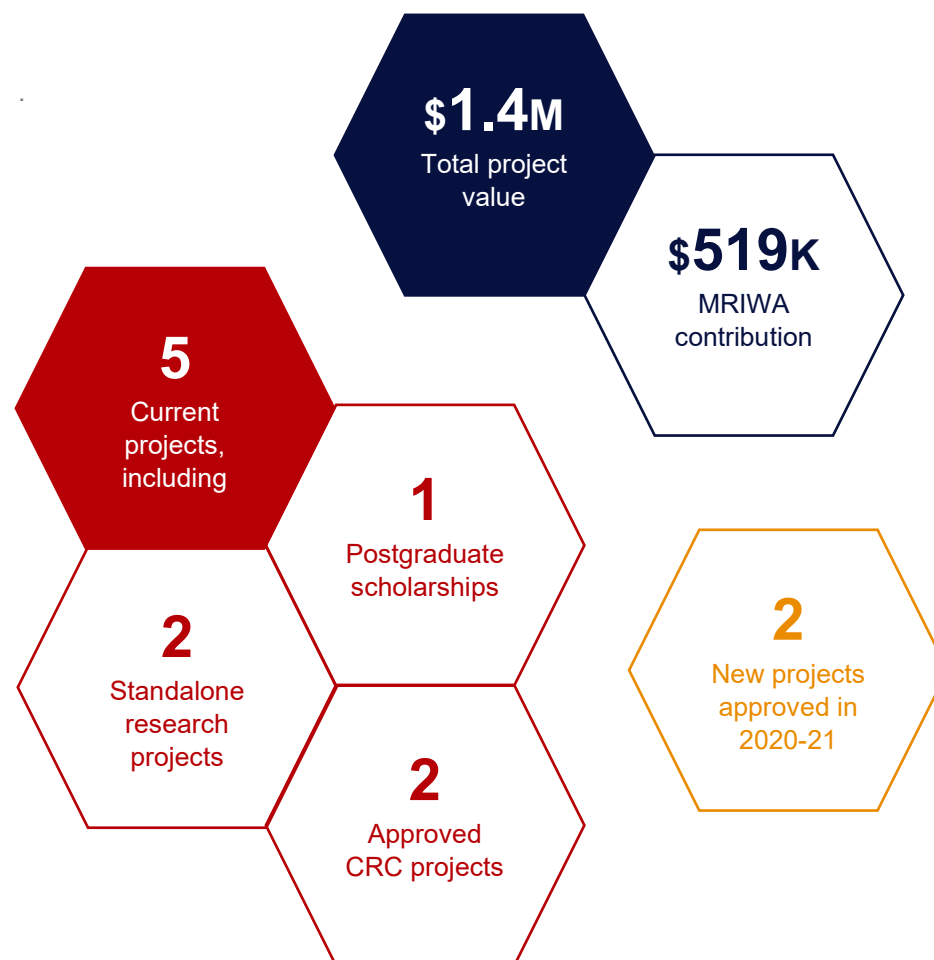 $1.4M
Total project
value
$519K
MRIWA
contribution
5
Current
projects,
including
1
Postgraduate
scholarships
2
Standalone
research
projects
2
Approved
CRC projects
2
New projects
approved in
2020-21